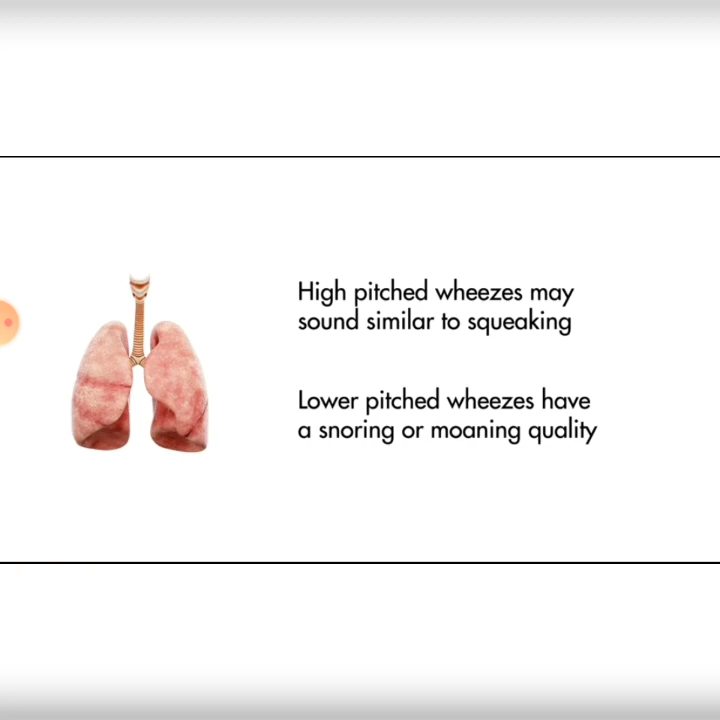 High pitched wheezes may
sound similar to squeaking
Lower pitched wheezes have
a snoring or moaning quality